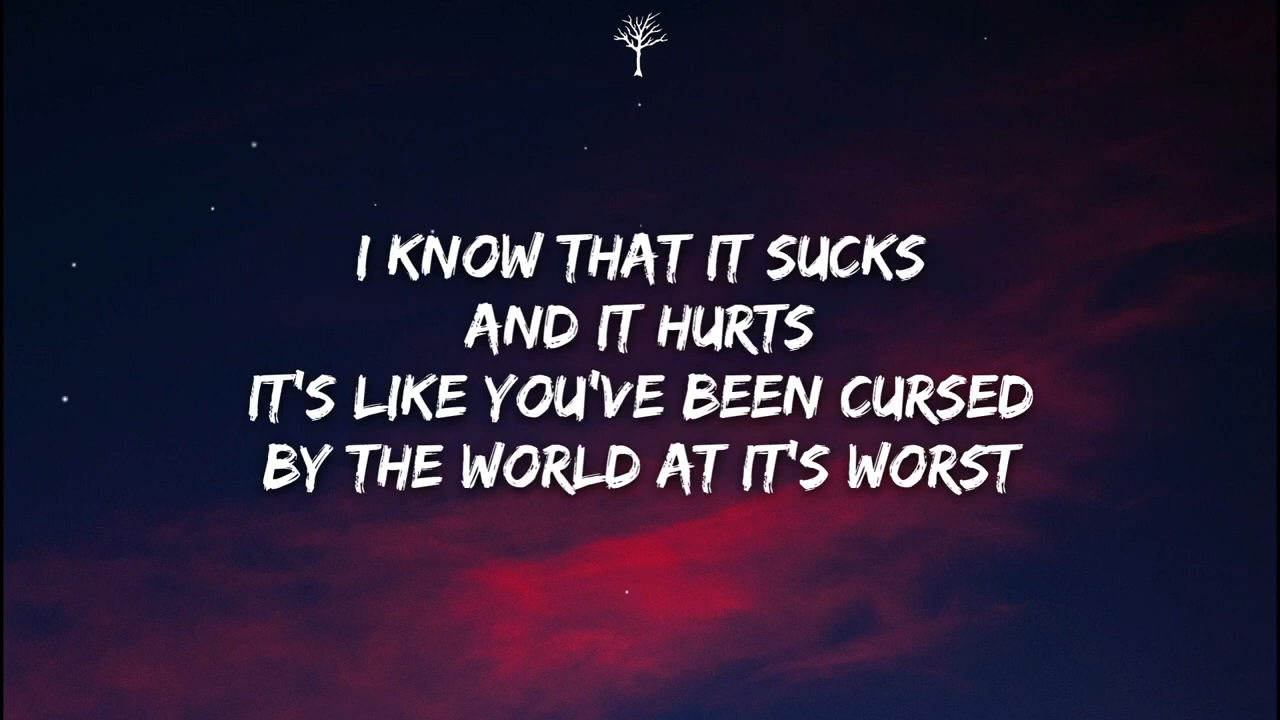 I KNOW THAT IT SUCKS
AND IT HURTS
IT'S LIKE YOU'VE BEEN CURSED
BY THE WORLD AT IT'S WORST